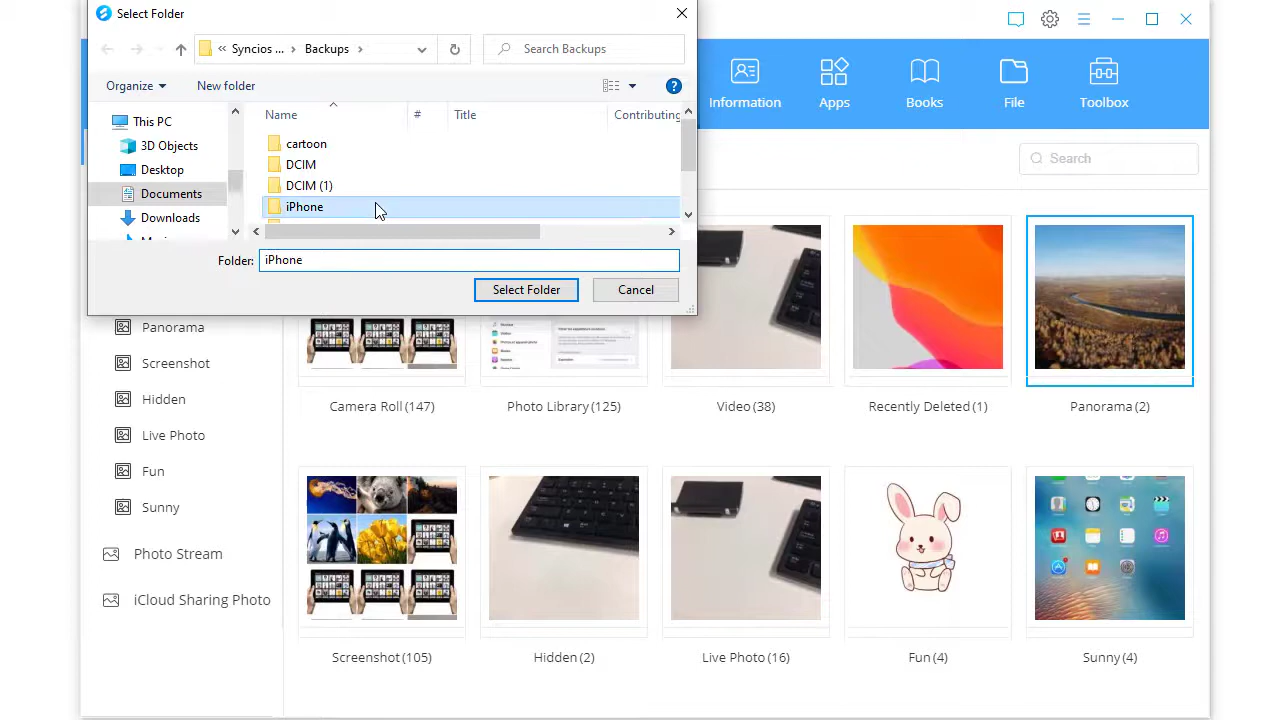 Select Folder
« Syncios ... › Backups ›
Search Backups
Organize
New folder
?
Name
#
Title
Contributing
This PC
3D Objects
Desktop
Documents
Downloads
cartoon
DCIM
DCIM (1)
iPhone
Folder: iPhone
Select Folder
Cancel
Information
Apps
Books
File
Toolbox
Search
Panorama
Screenshot
Hidden
Live Photo
Fun
Sunny
Photo Stream
iCloud Sharing Photo
Camera Roll (147)
Photo Library (125)
Video (38)
Recently Deleted (1)
Panorama (2)
Screenshot (105)
Hidden (2)
Live Photo (16)
Fun (4)
Sunny (4)